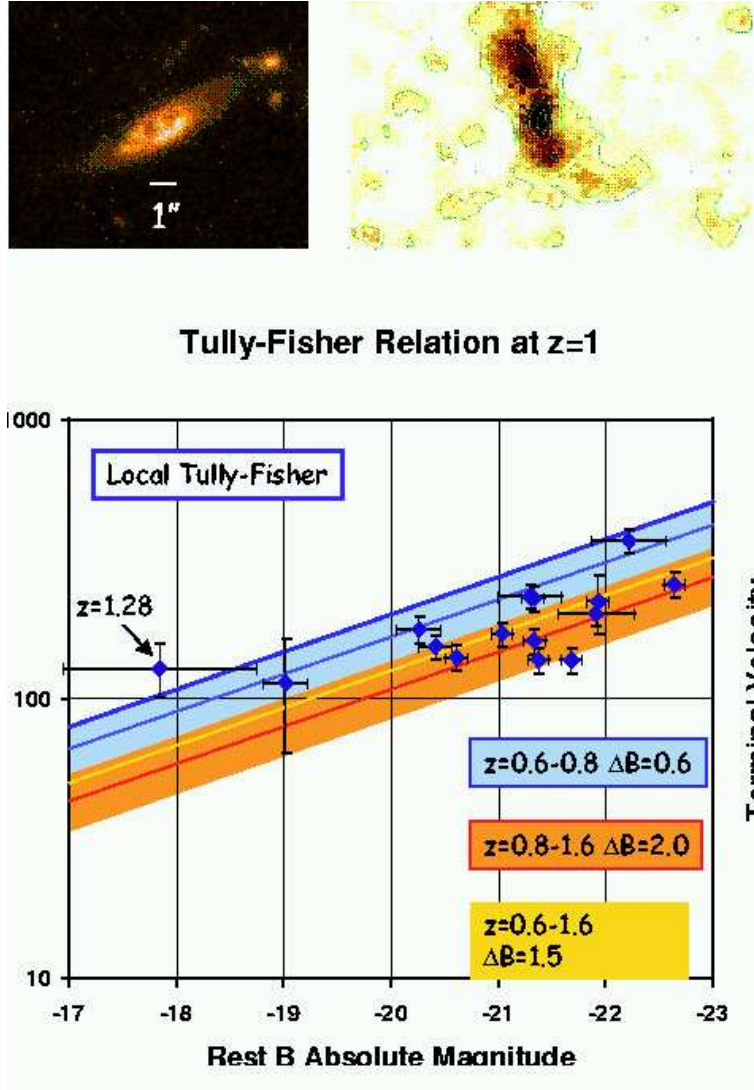 1"
Tully-Fisher Relation at z=1
1000
Local Tully-Fisher
z=1.28
100
z=0.6-0.8 ΔB=0.6
z=0.8-1.6 ΔB=2.0
z=0.6-1.6
ΔB=1.5
10
-17 -18 -19 -20 -21 -22 -23
Rest B Absolute Magnitude
Terminal Velocity